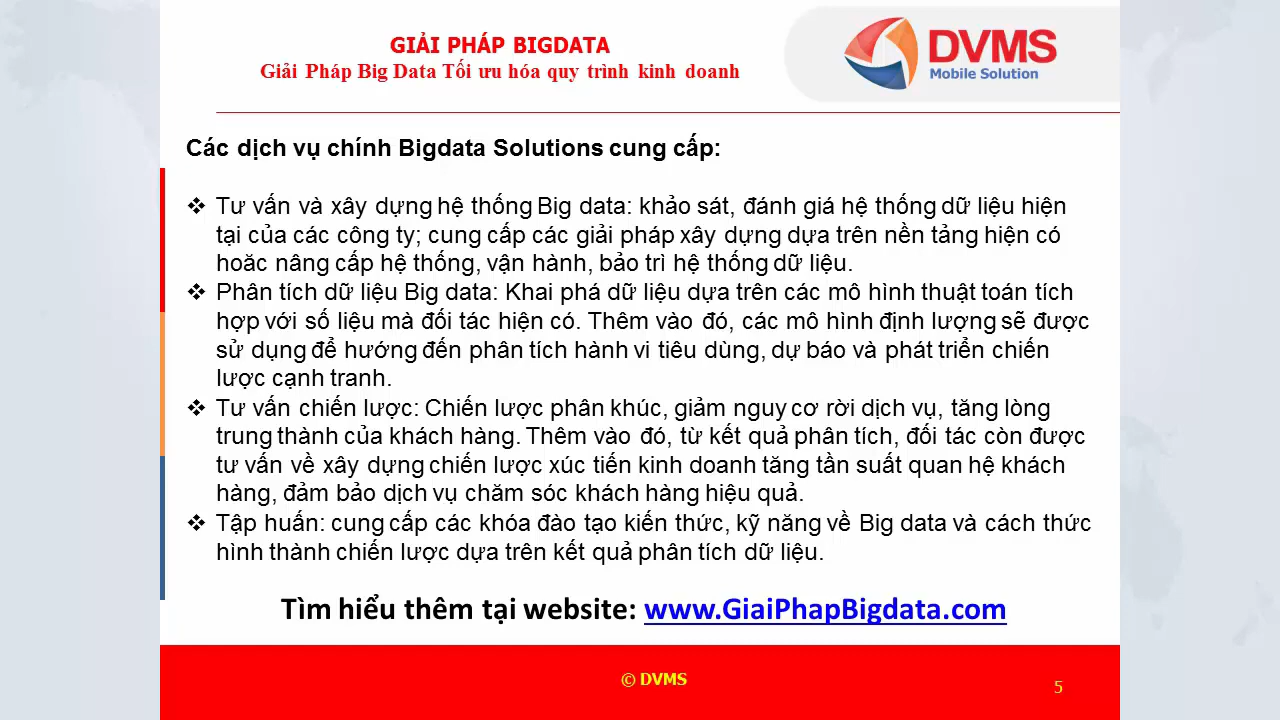 GIẢI PHÁP BIGDATA
Giải Pháp Big Data Tối ưu hóa quy trình kinh doanh
DVMS
Mobile Solution
Các dịch vụ chính Bigdata Solutions cung cấp:
❖ Tư vấn và xây dựng hệ thống Big data: khảo sát, đánh giá hệ thống dữ liệu hiện
tại của các công ty; cung cấp các giải pháp xây dựng dựa trên nền tảng hiện có
hoăc nâng cấp hệ thống, vận hành, bảo trì hệ thống dữ liệu.
❖ Phân tích dữ liệu Big data: Khai phá dữ liệu dựa trên các mô hình thuật toán tích
hợp với số liệu mà đối tác hiện có. Thêm vào đó, các mô hình định lượng sẽ được
sử dụng để hướng đến phân tích hành vi tiêu dùng, dự báo và phát triển chiến
lược cạnh tranh.
❖ Tư vấn chiến lược: Chiến lược phân khúc, giảm nguy cơ rời dịch vụ, tăng lòng
trung thành của khách hàng. Thêm vào đó, từ kết quả phân tích, đối tác còn được
tư vấn về xây dựng chiến lược xúc tiến kinh doanh tăng tần suất quan hệ khách
hàng, đảm bảo dịch vụ chăm sóc khách hàng hiệu quả.
❖ Tập huấn: cung cấp các khóa đào tạo kiến thức, kỹ năng về Big data và cách thức
hình thành chiến lược dựa trên kết quả phân tích dữ liệu.
Tìm hiểu thêm tại website: www.GiaiPhapBigdata.com
© DVMS
5